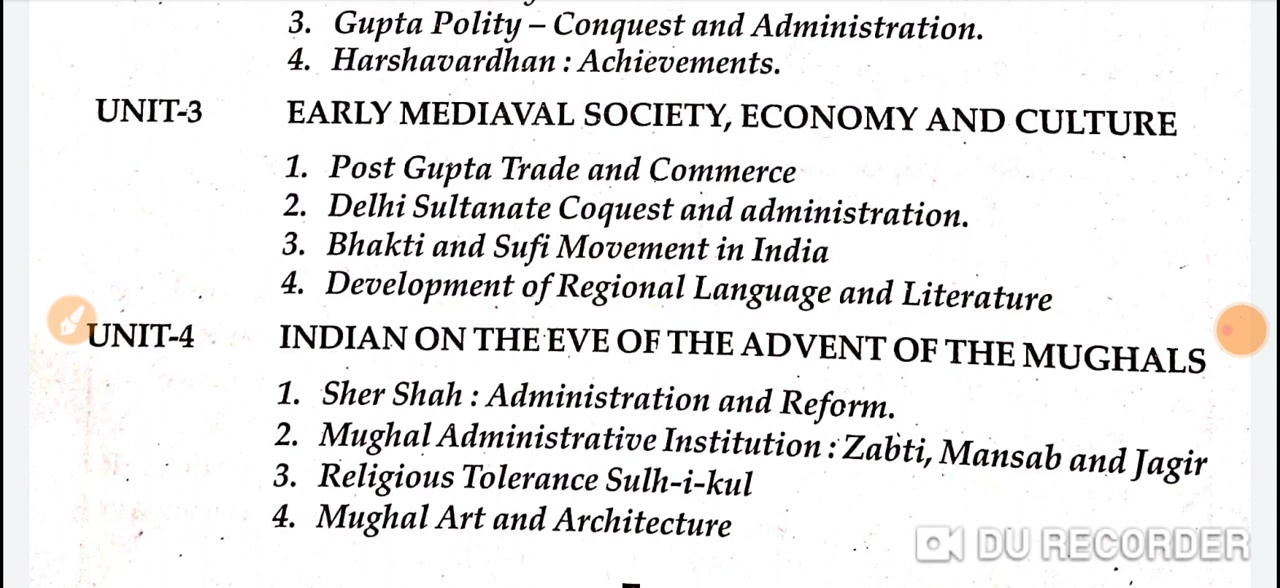 3. Gupta Polity – Conquest and Administration.
4. Harshavardhan : Achievements.
UNIT-3 EARLY MEDIAVAL SOCIETY, ECONOMY AND CULTURE
1. Post Gupta Trade and Commerce
2. Delhi Sultanate Coquest and administration.
3. Bhakti and Sufi Movement in India
4. Development of Regional Language and Literature
UNIT-4 INDIAN ON THE EVE OF THE ADVENT OF THE MUGHALS
1. Sher Shah : Administration and Reform.
2. Mughal Administrative Institution : Zabti, Mansab and Jagir
3. Religious Tolerance Sulh-i-kul
4. Mughal Art and Architecture
DU RECORDER